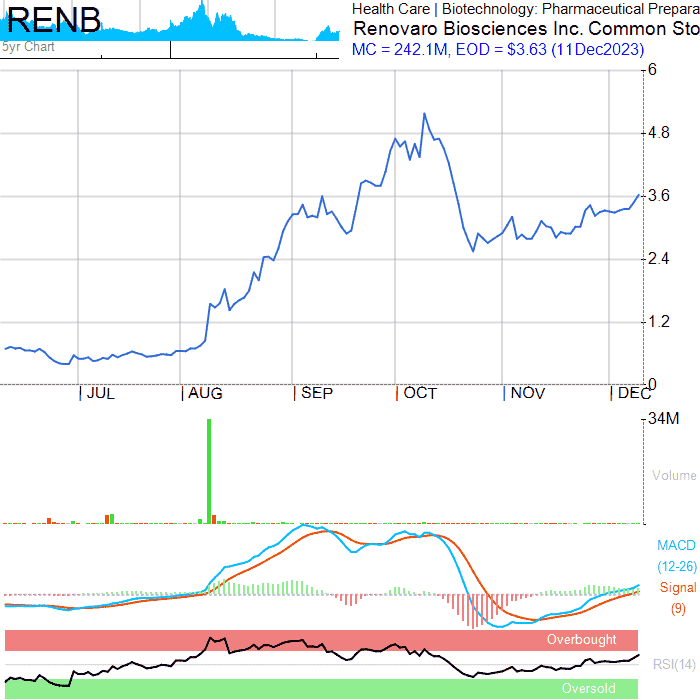 RENB
5yr Chart
Health Care | Biotechnology: Pharmaceutical Prepara
Renovaro Biosciences Inc. Common Sto
MC = 242.1M, EOD = $3.63 (11Dec2023)
6
4.8
3.6
2.4
1.2
0
JUL AUG SEP OCT NOV DEC
34M
Volume
MACD
(12-26)
Signal
(9)
Overbought
RSI(14)
Oversold